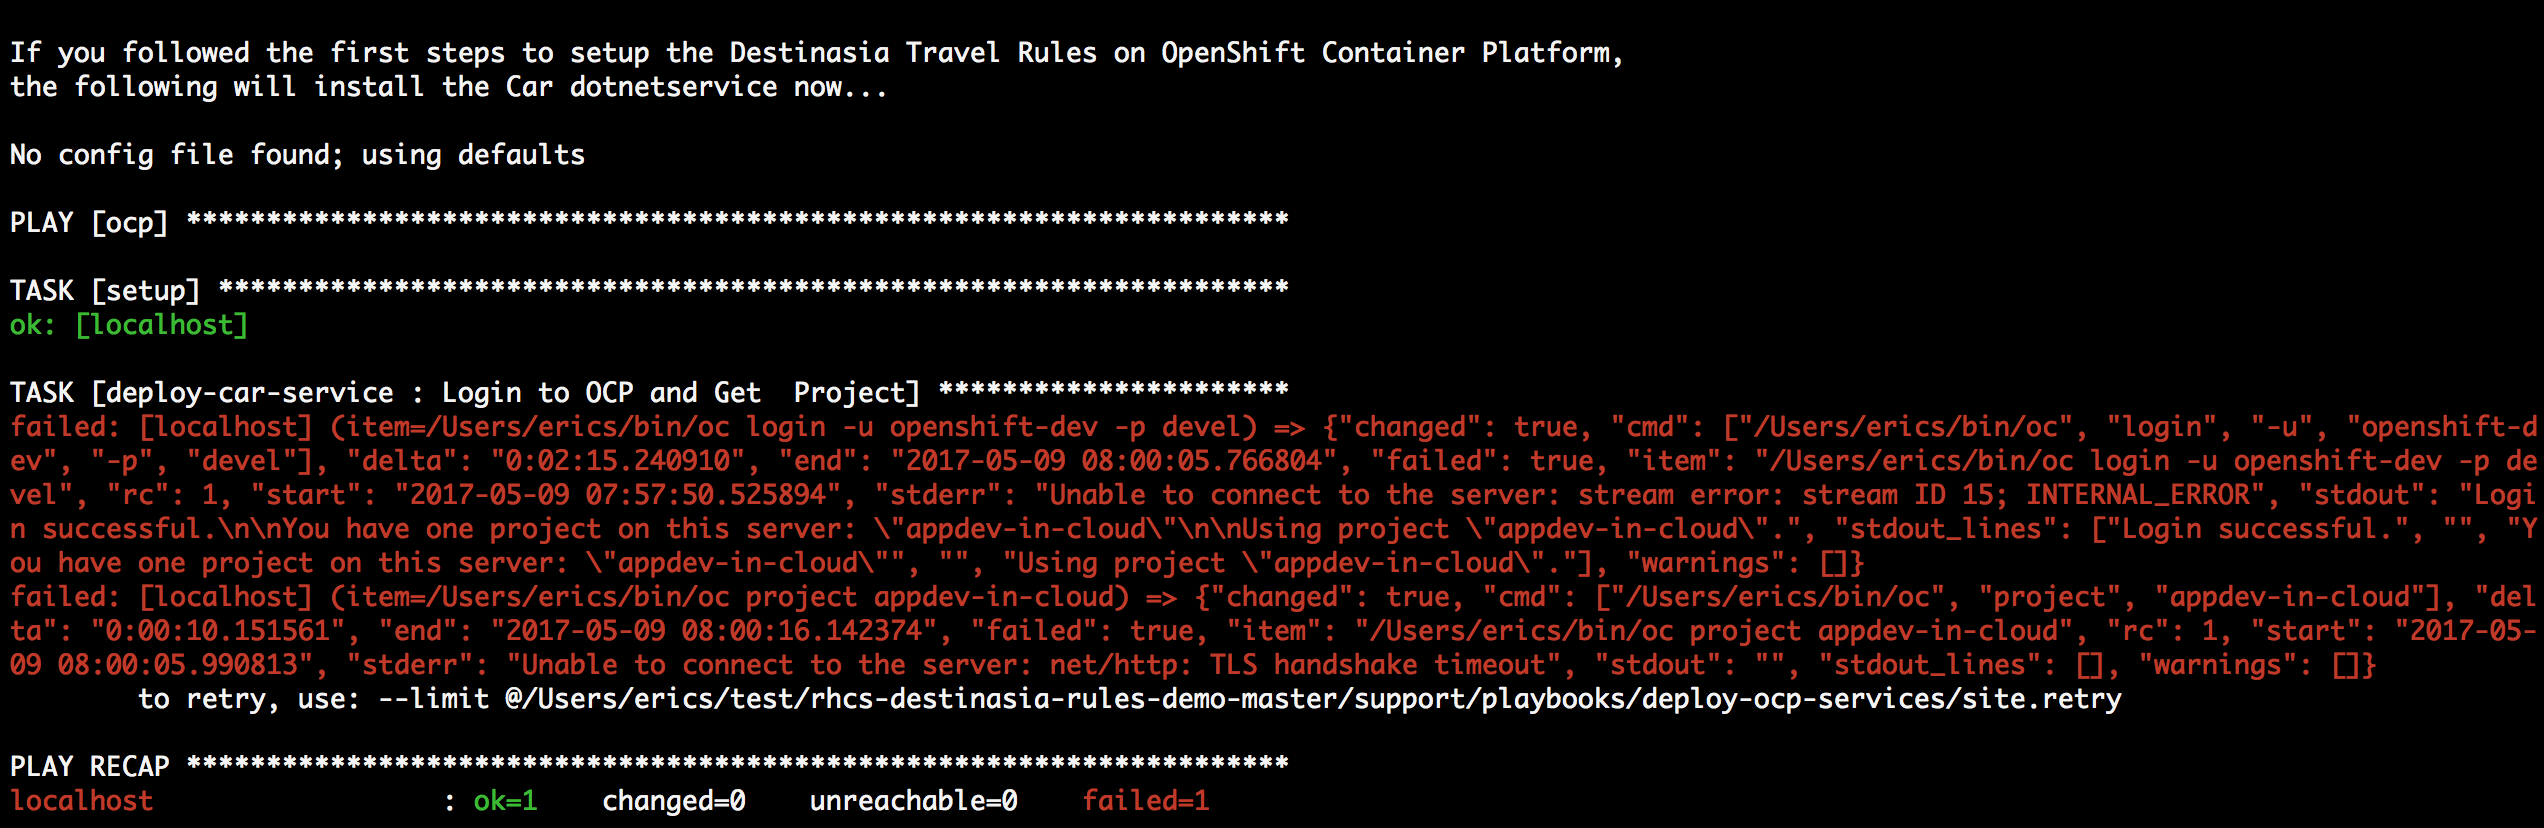 If you followed the first steps to setup the Destinasia Travel Rules on OpenShift Container Platform,
the following will install the Car dotnetservice now...
No config file found; using defaults
PLAY [ocp] *********************************************************************
TASK [setup] *******************************************************************
ok: [localhost]
TASK [deploy-car-service : Login to OCP and Get  Project] **********************
failed: [localhost] (item=/Users/erics/bin/oc login -u openshift-dev -p devel) => {"changed": true, "cmd": ["/Users/erics/bin/oc", "login", "-u", "openshift-d
ev", "-p", "devel"], "delta": "0:02:15.240910", "end": "2017-05-09 08:00:05.766804", "failed": true, "item": "/Users/erics/bin/oc login -u openshift-dev -p de
vel", "rc": 1, "start": "2017-05-09 07:57:50.525894", "stderr": "Unable to connect to the server: stream error: stream ID 15; INTERNAL_ERROR", "stdout": "Logi
n successful.\n\nYou have one project on this server: \"appdev-in-cloud\"\n\nUsing project \"appdev-in-cloud\".", "stdout_lines": ["Login successful.", "", "Y
ou have one project on this server: \"appdev-in-cloud\"", "", "Using project \"appdev-in-cloud\"."], "warnings": []}
failed: [localhost] (item=/Users/erics/bin/oc project appdev-in-cloud) => {"changed": true, "cmd": ["/Users/erics/bin/oc", "project", "appdev-in-cloud"], "del
ta": "0:00:10.151561", "end": "2017-05-09 08:00:16.142374", "failed": true, "item": "/Users/erics/bin/oc project appdev-in-cloud", "rc": 1, "start": "2017-05-
09 08:00:05.990813", "stderr": "Unable to connect to the server: net/http: TLS handshake timeout", "stdout": "", "stdout_lines": [], "warnings": []}
to retry, use: --limit @/Users/erics/test/rhcs-destinasia-rules-demo-master/support/playbooks/deploy-ocp-services/site.retry
PLAY RECAP *********************************************************************
localhost                  : ok=1    changed=0    unreachable=0    failed=1